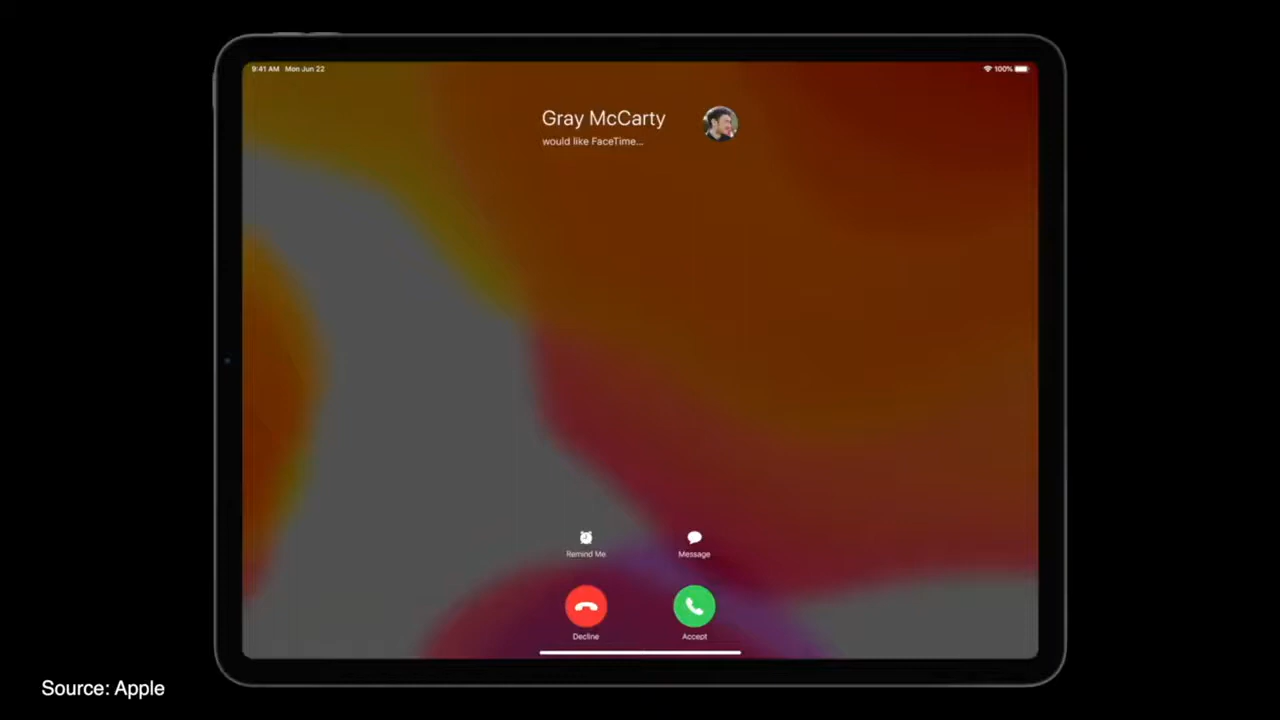 9:41 AM Mon Jun 22
100%
Gray McCarty
would like FaceTime...
Remind Me
Message
Decline
Accept
Source: Apple